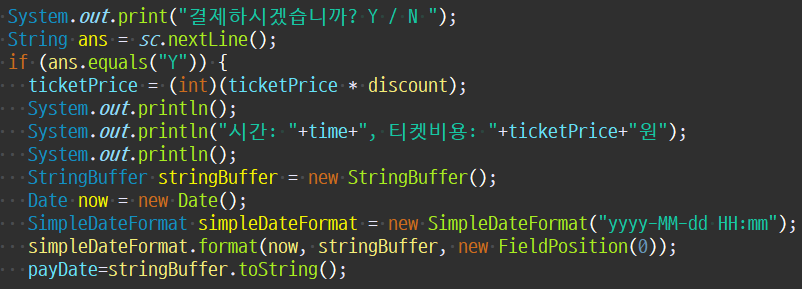 System.out.print("결제하시겠습니까? Y / N ");
String ans = sc.nextLine();
if (ans.equals("Y")) {
ticketPrice = (int)(ticketPrice * discount);
System.out.println();
System.out.println("시간: "+time+", 티켓비용: "+ticketPrice+"원");
System.out.println();
StringBuffer stringBuffer = new StringBuffer();
Date now = new Date();
SimpleDateFormat simpleDateFormat = new SimpleDateFormat("yyyy-MM-dd HH:mm");
simpleDateFormat.format(now, stringBuffer, new FieldPosition(0));
payDate=stringBuffer.toString();